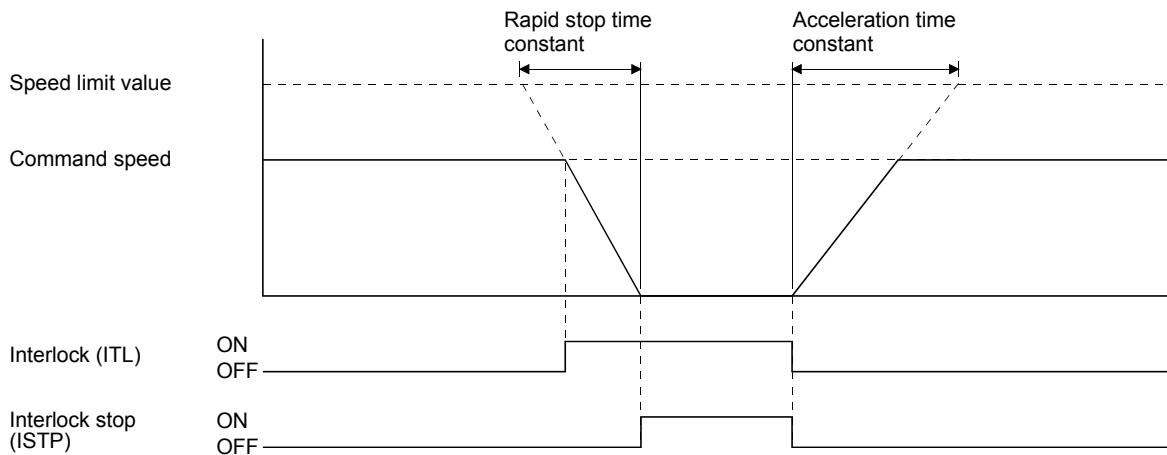 Rapid stop time
constant
Acceleration time
constant
Speed limit value
Command speed
Interlock (ITL)
ON
OFF
Interlock stop
(ISTP)
ON
OFF